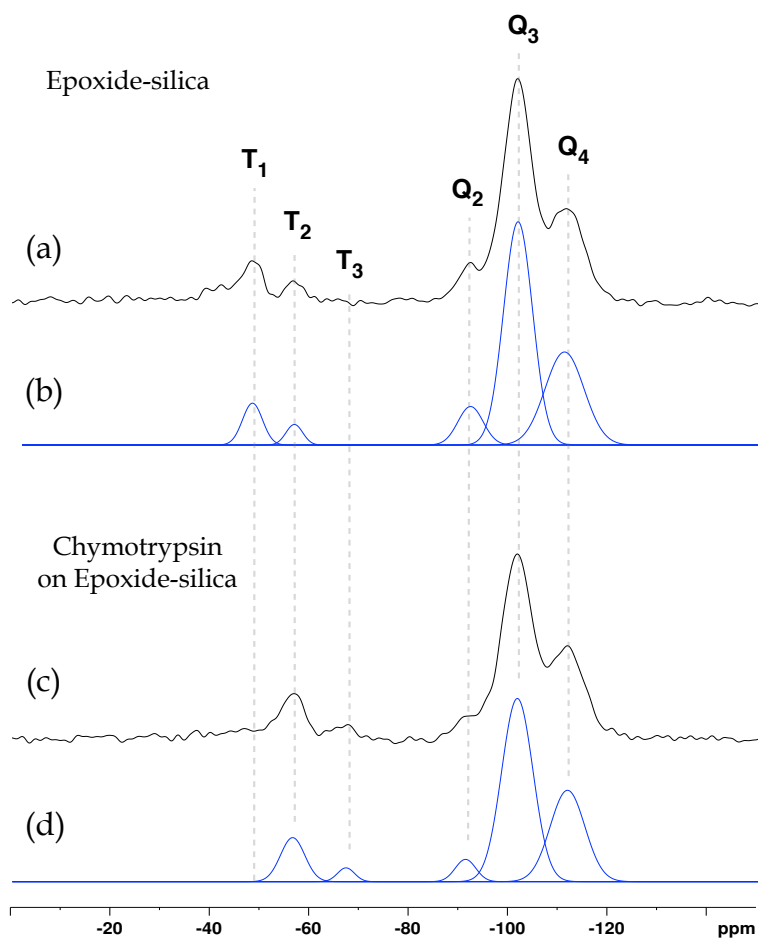 Q3
Epoxide-silica
Q4
T1
Q2
T2
(a)
T3
(b)
Chymotrypsin
on Epoxide-silica
(c)
(d)
-20 -40 -60 -80 -100 -120 ppm